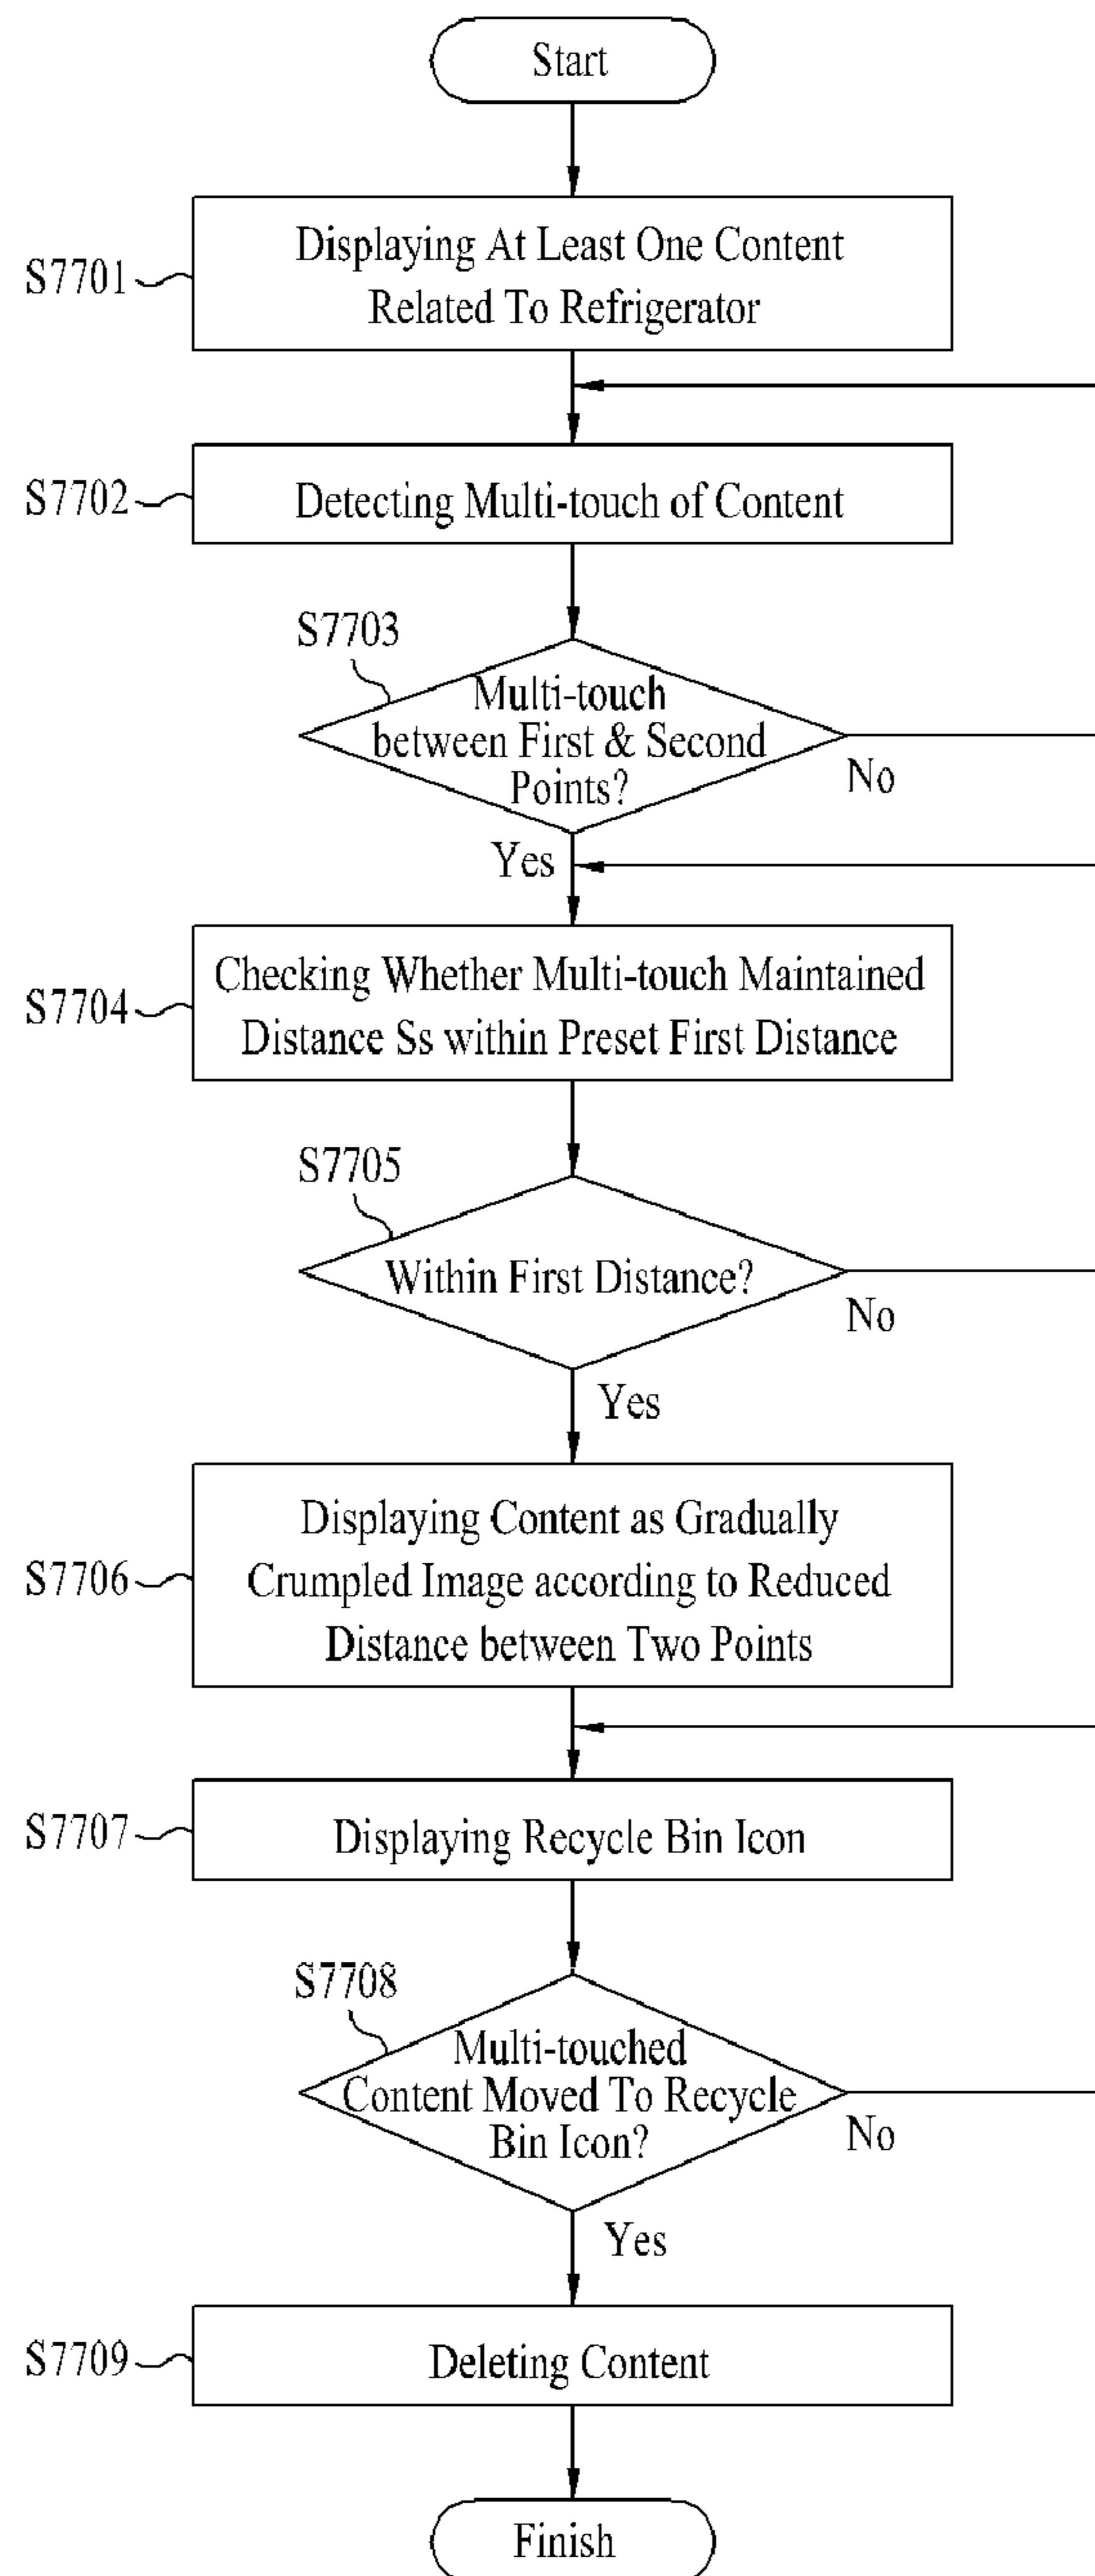 Start
S7701
Displaying At Least One Content
Related To Refrigerator
S7702
Detecting Multi-touch of Content
S7703
Multi-touch
between First & Second
Points?
No
Yes
S7704
Checking Whether Multi-touch Maintained
Distance Ss within Preset First Distance
S7705
Within First Distance?
No
Yes
S7706
Displaying Content as Gradually
Crumpled Image according to Reduced
Distance between Two Points
S7707
Displaying Recycle Bin Icon
S7708
Multi-touched
Content Moved To Recycle
Bin Icon?
No
Yes
S7709
Deleting Content
Finish